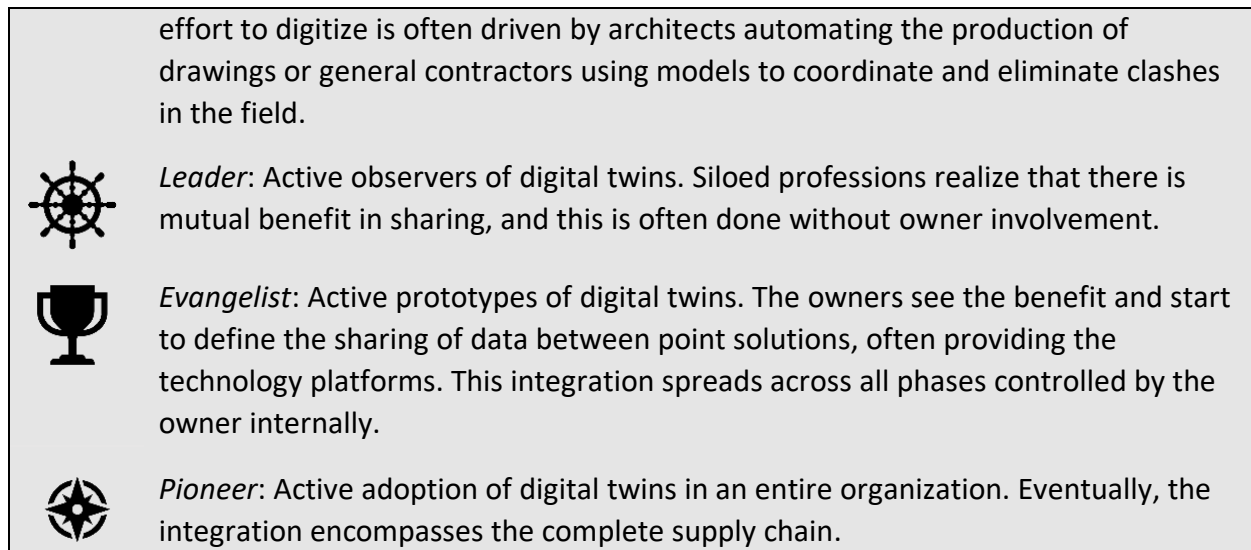 effort to digitize is often driven by architects automating the production of
drawings or general contractors using models to coordinate and eliminate clashes
in the field.
Leader: Active observers of digital twins. Siloed professions realize that there is
mutual benefit in sharing, and this is often done without owner involvement.
Evangelist: Active prototypes of digital twins. The owners see the benefit and start
to define the sharing of data between point solutions, often providing the
technology platforms. This integration spreads across all phases controlled by the
owner internally.
Pioneer: Active adoption of digital twins in an entire organization. Eventually, the
integration encompasses the complete supply chain.